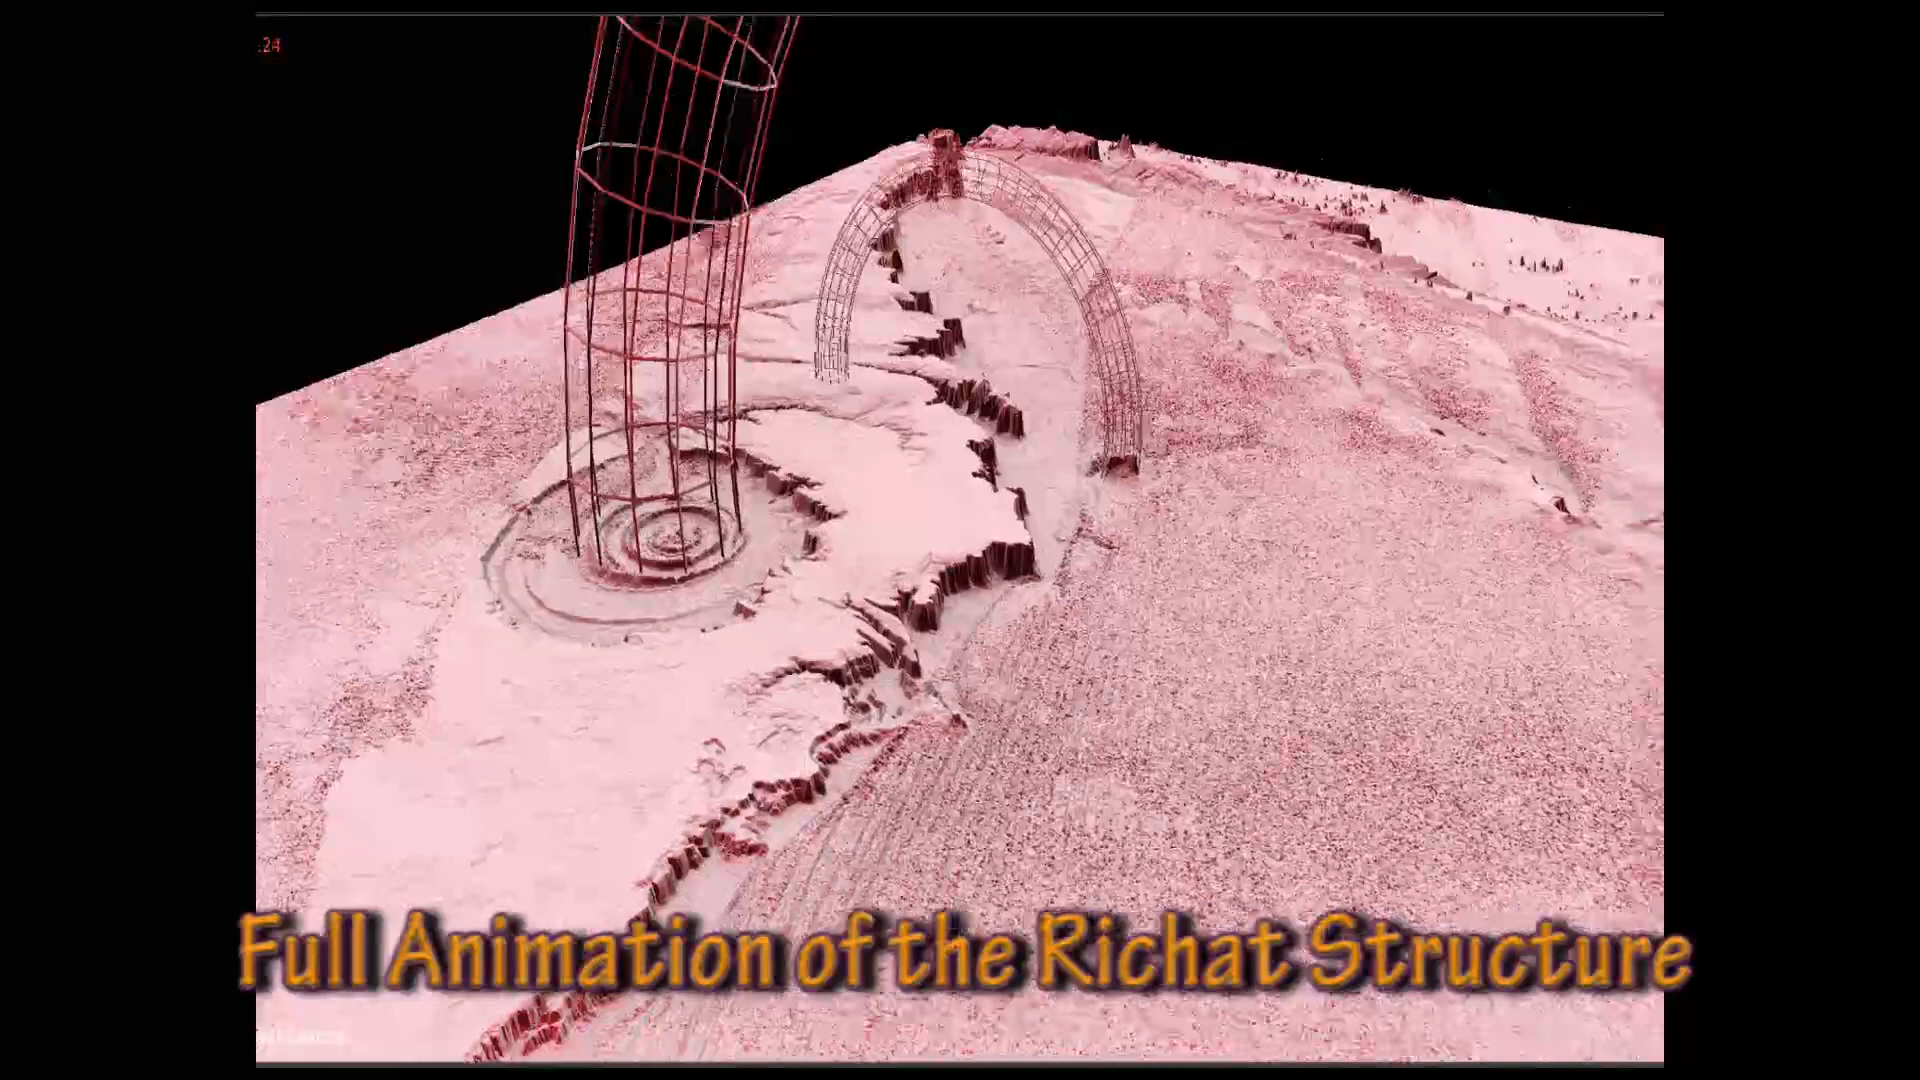 :24
Full Animation of the Richat Structure